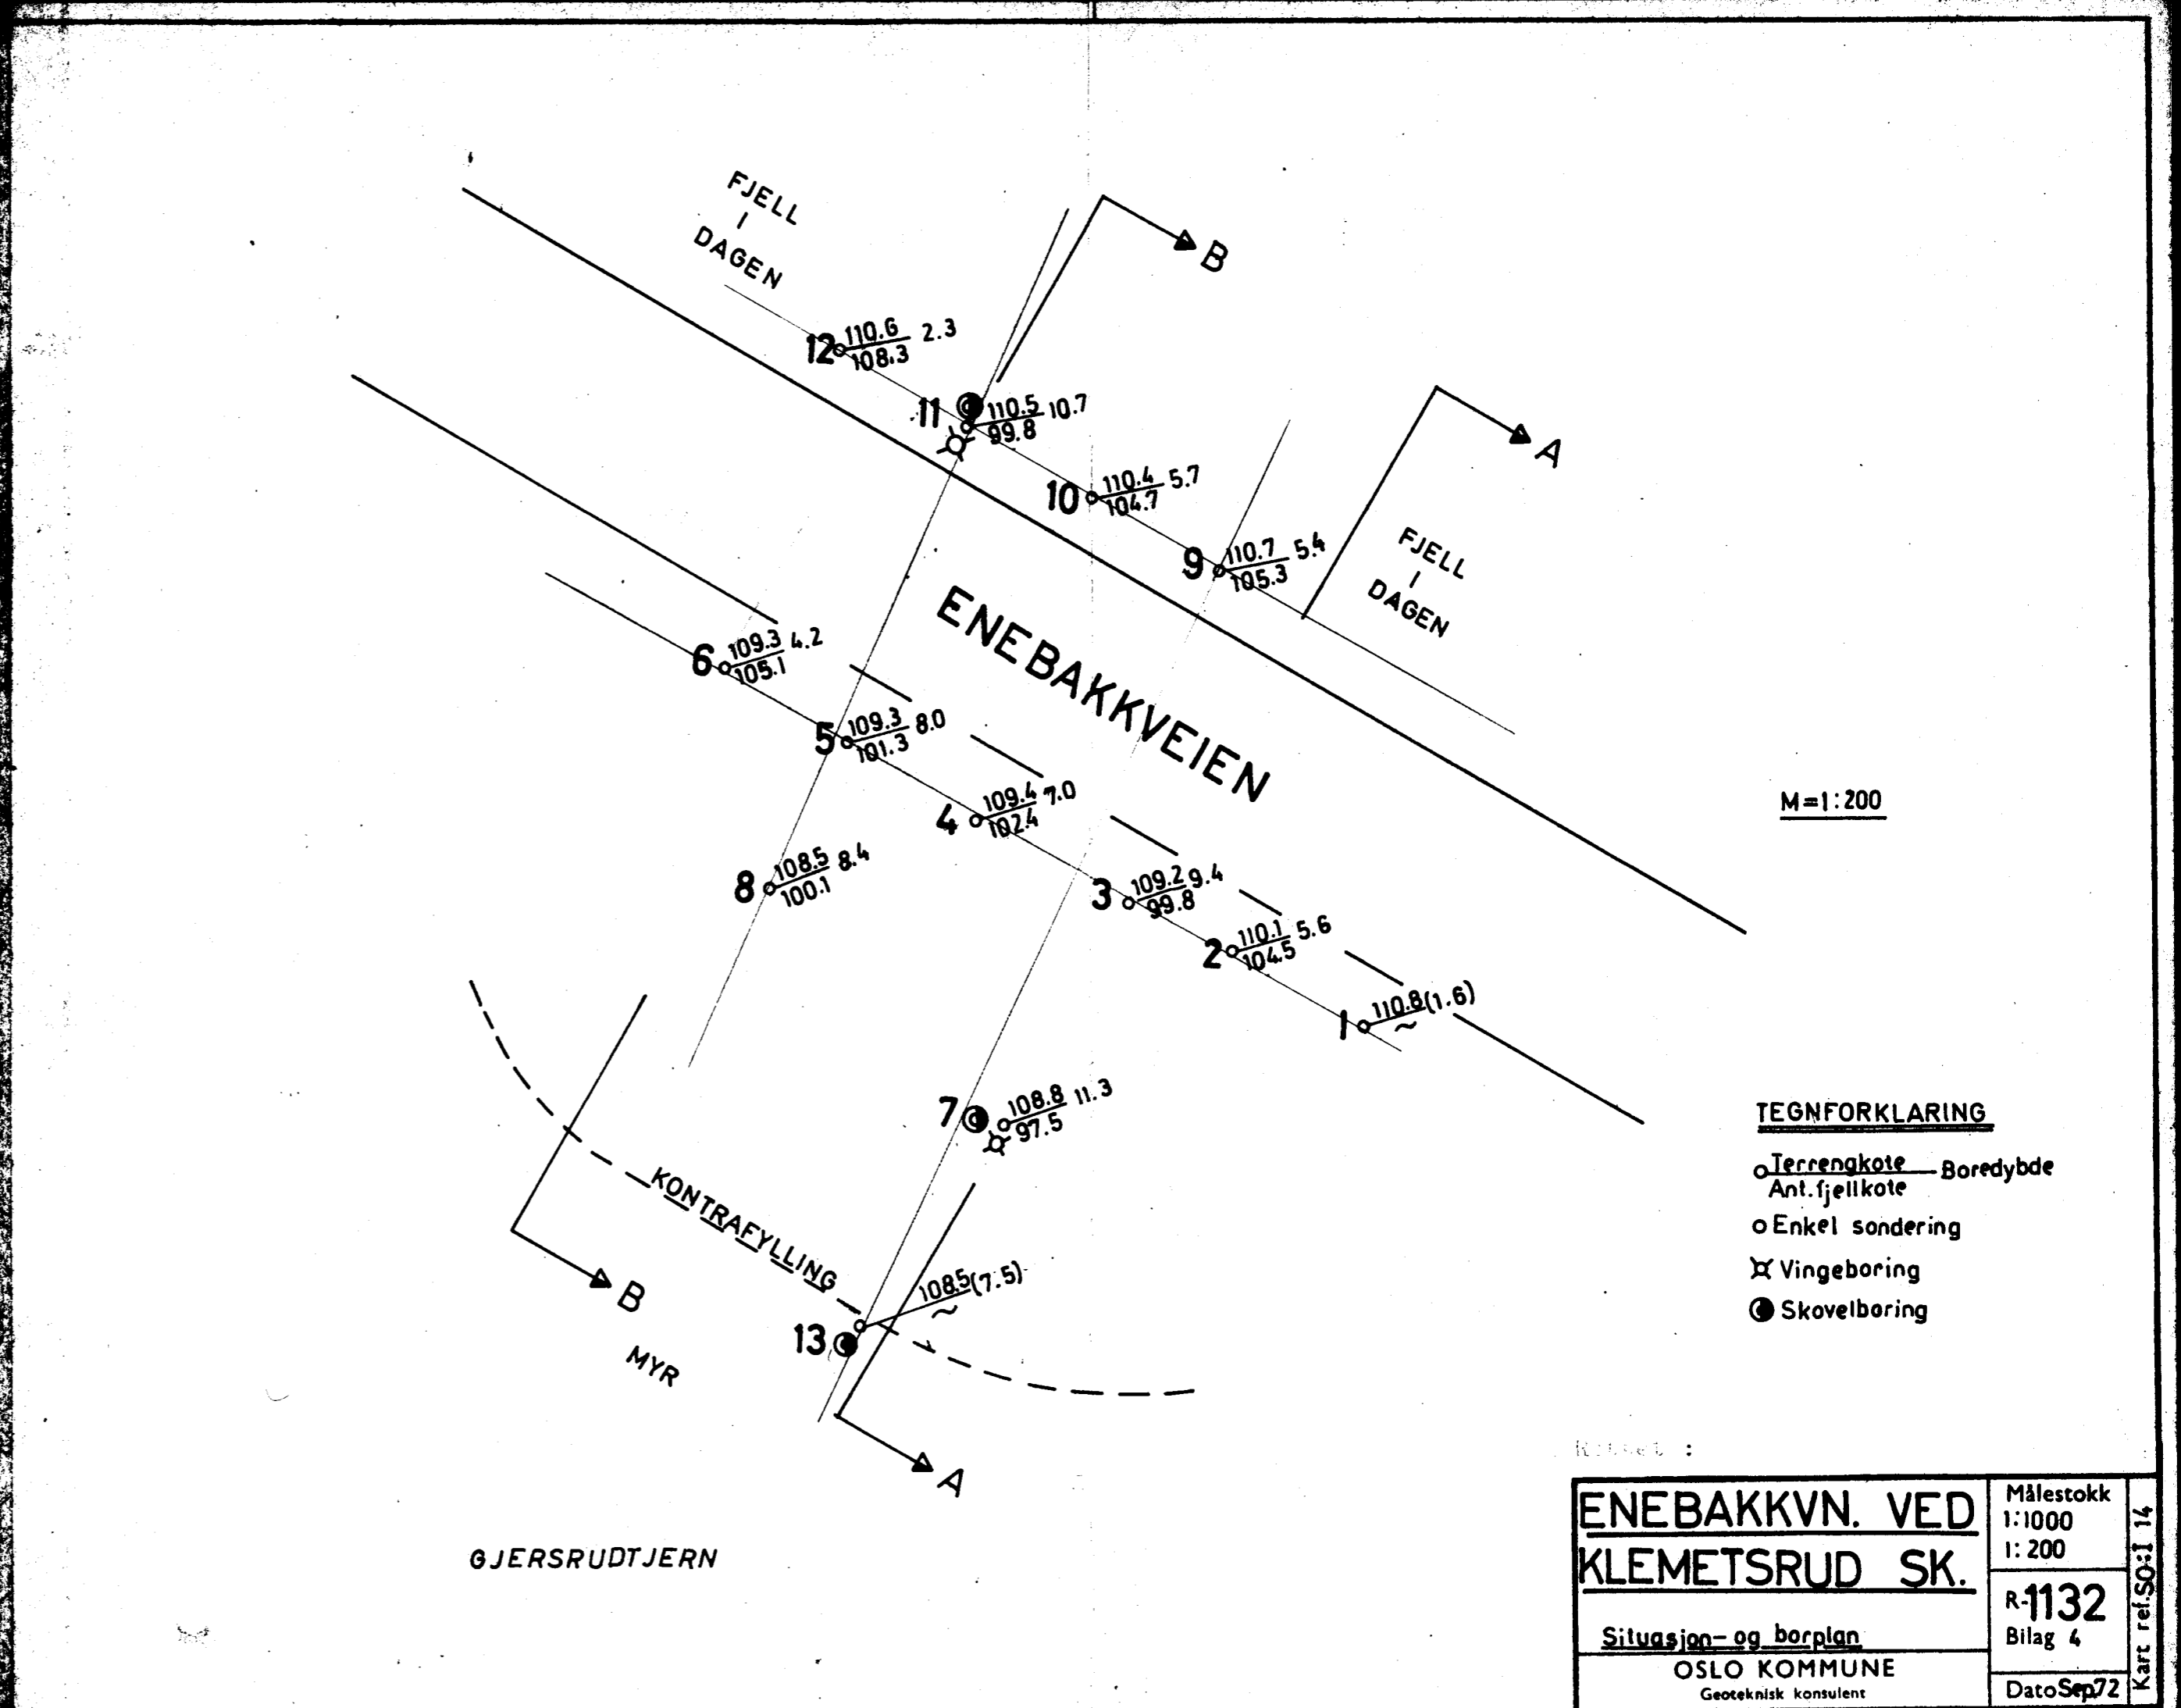 FJELL
I
DAGEN
B
12 110.6 2.3
108.3
11 110.5 10.7
99.8
A
10 110.4 5.7
104.7
9 110.7 5.4
105.3
FJELL
I
DAGEN
ENEBAKKVEIEN
6 109.3 4.2
105.1
5 109.3 8.0
101.3
4 109.4 7.0
102.4
M=1:200
8 108.5 8.4
100.1
3 109.2 9.4
99.8
2 110.1 5.6
104.5
1 110.8 (1.6)
~
7 108.8 11.3
97.5
KONTRAFYLLING
B
MYR
13 108.5 (7.5)
~
A
GJERSRUDTJERN
TEGNFORKLARING
Terrengkote Boredybde
Ant.fjellkote
Enkel sondering
Vingeboring
Skovelboring
ENEBAKKVN. VED
KLEMETSRUD SK.
Situasjon- og borplan
OSLO KOMMUNE
Geoteknisk konsulent
Målestokk
1:1000
1:200
R-1132
Bilag 4
Dato Sep.72
Kart ref. SO:I 14